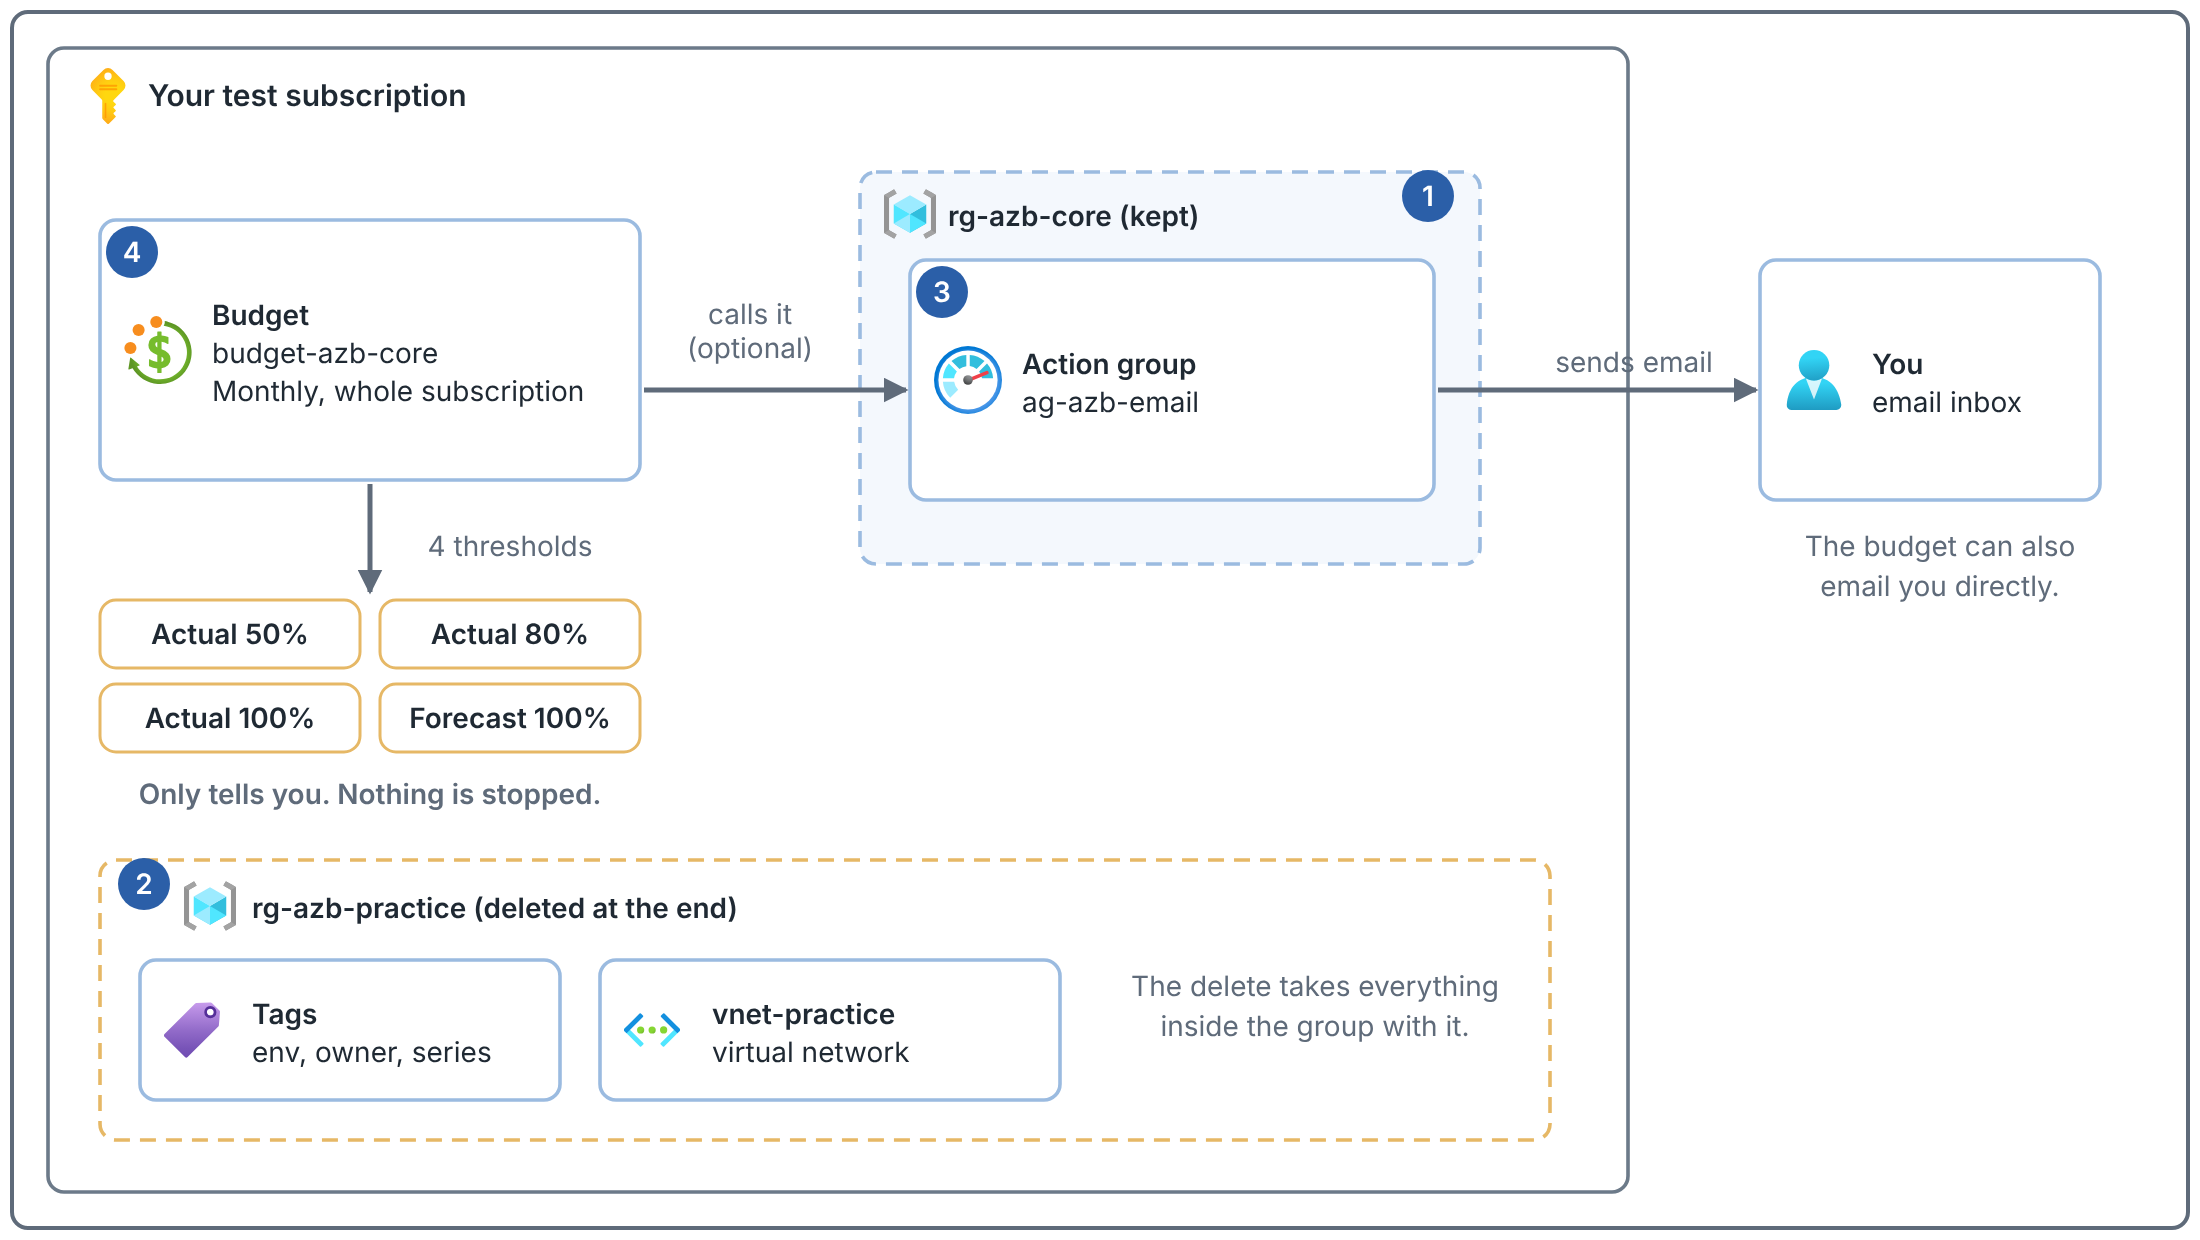 Your test subscription
1
rg-azb-core (kept)
4
Budget
budget-azb-core
Monthly, whole subscription
calls it
(optional)
3
Action group
ag-azb-email
sends email
You
email inbox
The budget can also
email you directly.
4 thresholds
Actual 50%
Actual 80%
Actual 100%
Forecast 100%
Only tells you. Nothing is stopped.
2
rg-azb-practice (deleted at the end)
Tags
env, owner, series
vnet-practice
virtual network
The delete takes everything
inside the group with it.